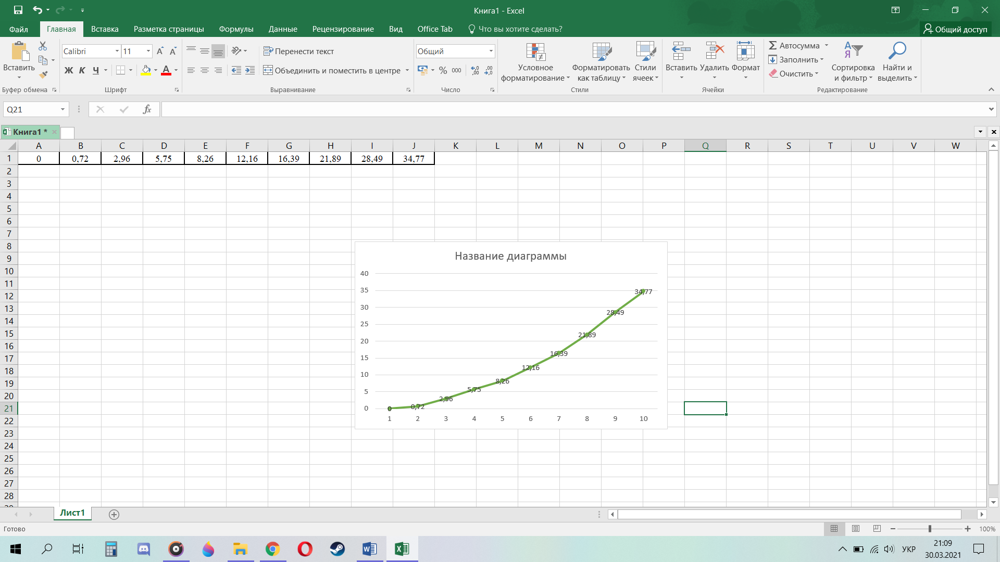 Книга1 - Excel
Файл Главная Вставка Разметка страницы Формулы Данные Рецензирование Вид Office Tab Что вы хотите сделать? Общий доступ
Вставить
Буфер обмена
Calibri 11
Ж К Ч А
Шрифт
Перенести текст
Объединить и поместить в центре
Выравнивание
Общий
% 000
Число
Условное форматирование
Форматировать как таблицу
Стили ячеек
Стили
Вставить Удалить Формат
Ячейки
Автосумма
Заполнить
Очистить
Сортировка и фильтр
Найти и выделить
Редактирование
Q21 fx
Книга1 *
A B C D E F G H I J K L M N O P Q R S T U V W
1 0 0,72 2,96 5,75 8,26 12,16 16,39 21,89 28,49 34,77
2
3
4
5
6
7
8
9
10
11
12
13
14
15
16
17
18
19
20
21
22
23
24
25
26
27
28
Название диаграммы
40
35
30
25
20
15
10
5
0
0 0,72 2,96 5,75 8,26 12,16 16,39 21,89 28,49 34,77
1 2 3 4 5 6 7 8 9 10
Лист1
Готово
100%
УКР
21:09
30.03.2021